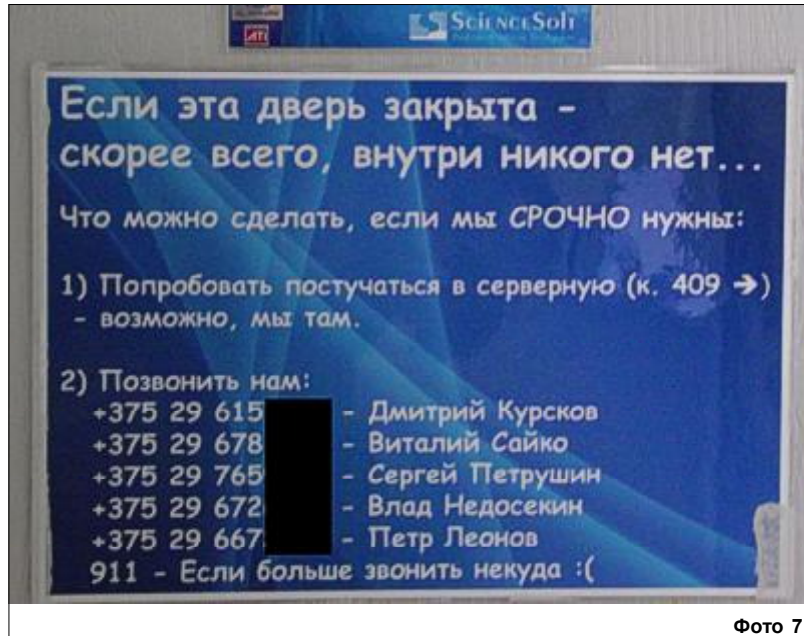 ATI
ScienceSoft
Если эта дверь закрыта -
скорее всего, внутри никого нет...
Что можно сделать, если мы СРОЧНО нужны:
1) Попробовать постучаться в серверную (к. 409 →)
- возможно, мы там.
2) Позвонить нам:
+375 29 615 - Дмитрий Курсков
+375 29 678 - Виталий Сайко
+375 29 765 - Сергей Петрушин
+375 29 672 - Влад Недосекин
+375 29 667 - Петр Леонов
911 - Если больше звонить некуда :(
Фото 7